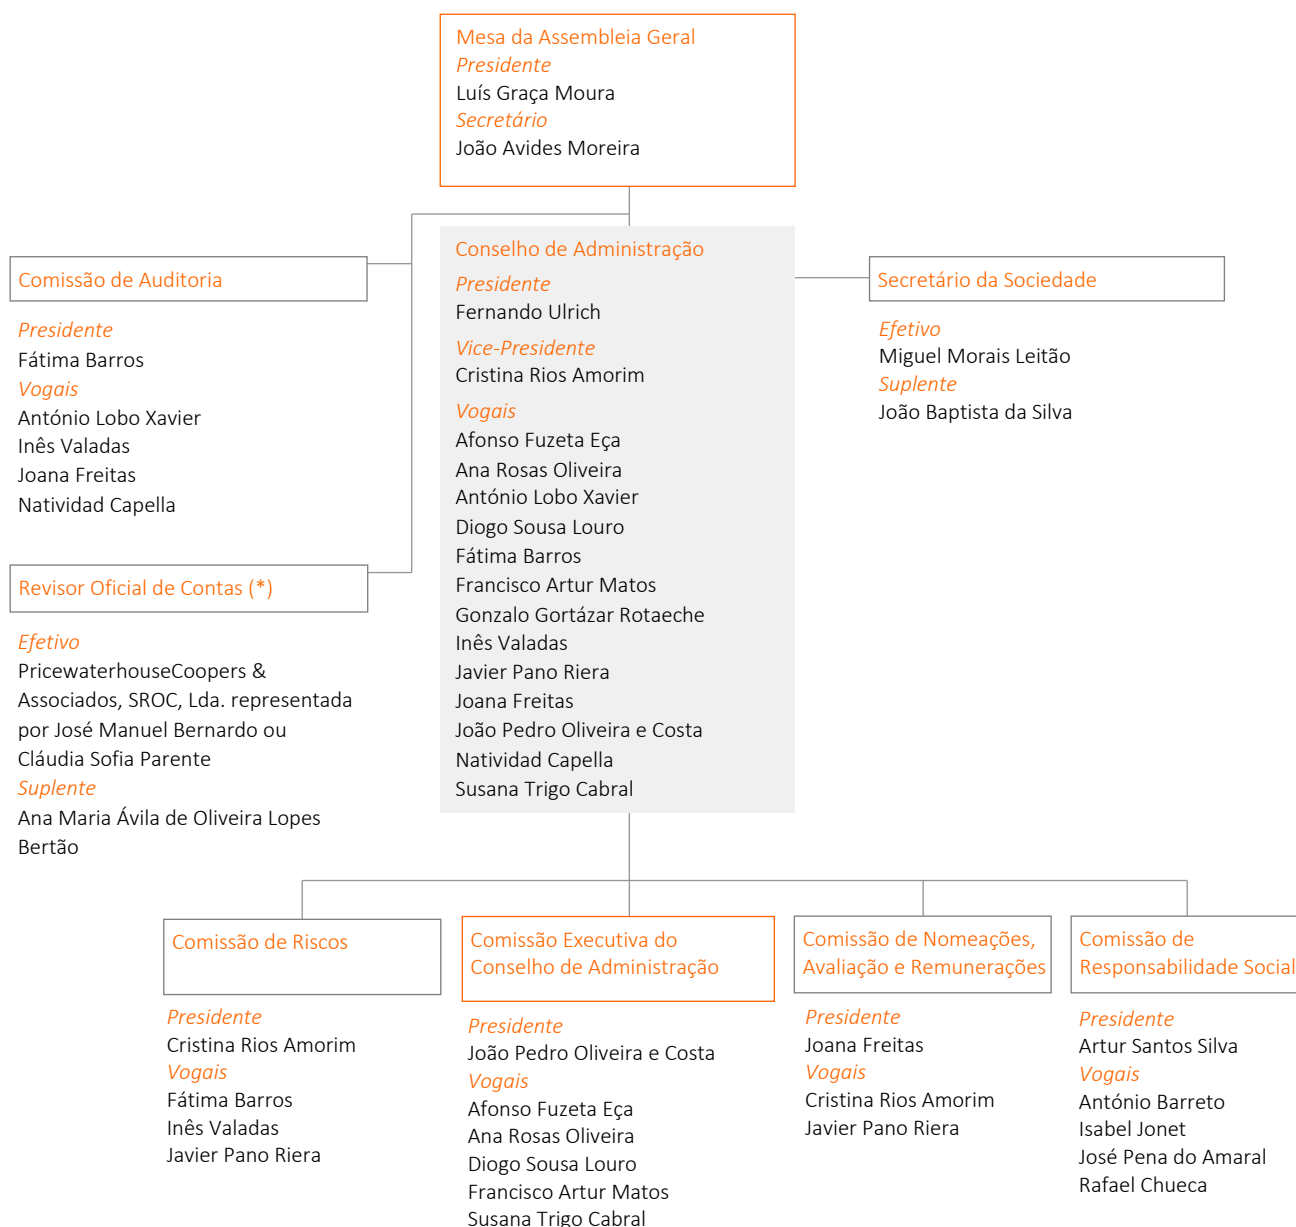 Mesa da Assembleia Geral
Presidente
Luís Graça Moura
Secretário
João Avides Moreira
Comissão de Auditoria
Presidente
Fátima Barros
Vogais
António Lobo Xavier
Inês Valadas
Joana Freitas
Natividad Capella
Revisor Oficial de Contas (*)
Efetivo
PricewaterhouseCoopers &
Associados, SROC, Lda. representada
por José Manuel Bernardo ou
Cláudia Sofia Parente
Suplente
Ana Maria Ávila de Oliveira Lopes
Bertão
Conselho de Administração
Presidente
Fernando Ulrich
Vice-Presidente
Cristina Rios Amorim
Vogais
Afonso Fuzeta Eça
Ana Rosas Oliveira
António Lobo Xavier
Diogo Sousa Louro
Fátima Barros
Francisco Artur Matos
Gonzalo Gortázar Rotaeche
Inês Valadas
Javier Pano Riera
Joana Freitas
João Pedro Oliveira e Costa
Natividad Capella
Susana Trigo Cabral
Secretário da Sociedade
Efetivo
Miguel Morais Leitão
Suplente
João Baptista da Silva
Comissão de Riscos
Presidente
Cristina Rios Amorim
Vogais
Fátima Barros
Inês Valadas
Javier Pano Riera
Comissão Executiva do
Conselho de Administração
Presidente
João Pedro Oliveira e Costa
Vogais
Afonso Fuzeta Eça
Ana Rosas Oliveira
Diogo Sousa Louro
Francisco Artur Matos
Susana Trigo Cabral
Comissão de Nomeações,
Avaliação e Remunerações
Presidente
Joana Freitas
Vogais
Cristina Rios Amorim
Javier Pano Riera
Comissão de
Responsabilidade Social
Presidente
Artur Santos Silva
Vogais
António Barreto
Isabel Jonet
José Pena do Amaral
Rafael Chueca